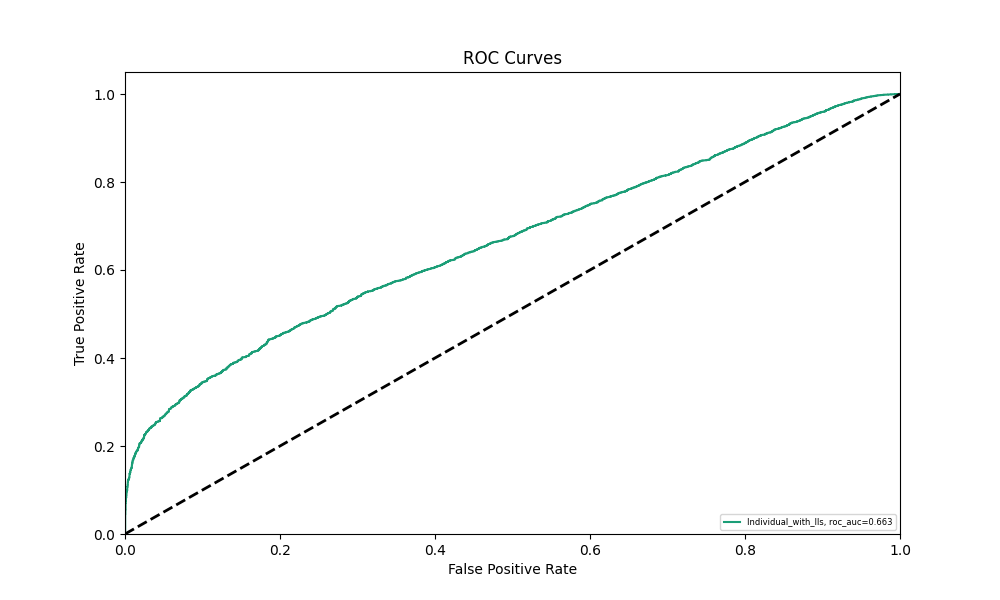 ROC Curves
1.0
0.8
0.6
0.4
0.2
0.0
True Positive Rate
0.0 0.2 0.4 0.6 0.8 1.0
False Positive Rate
Individual_with_lls, roc_auc=0.663